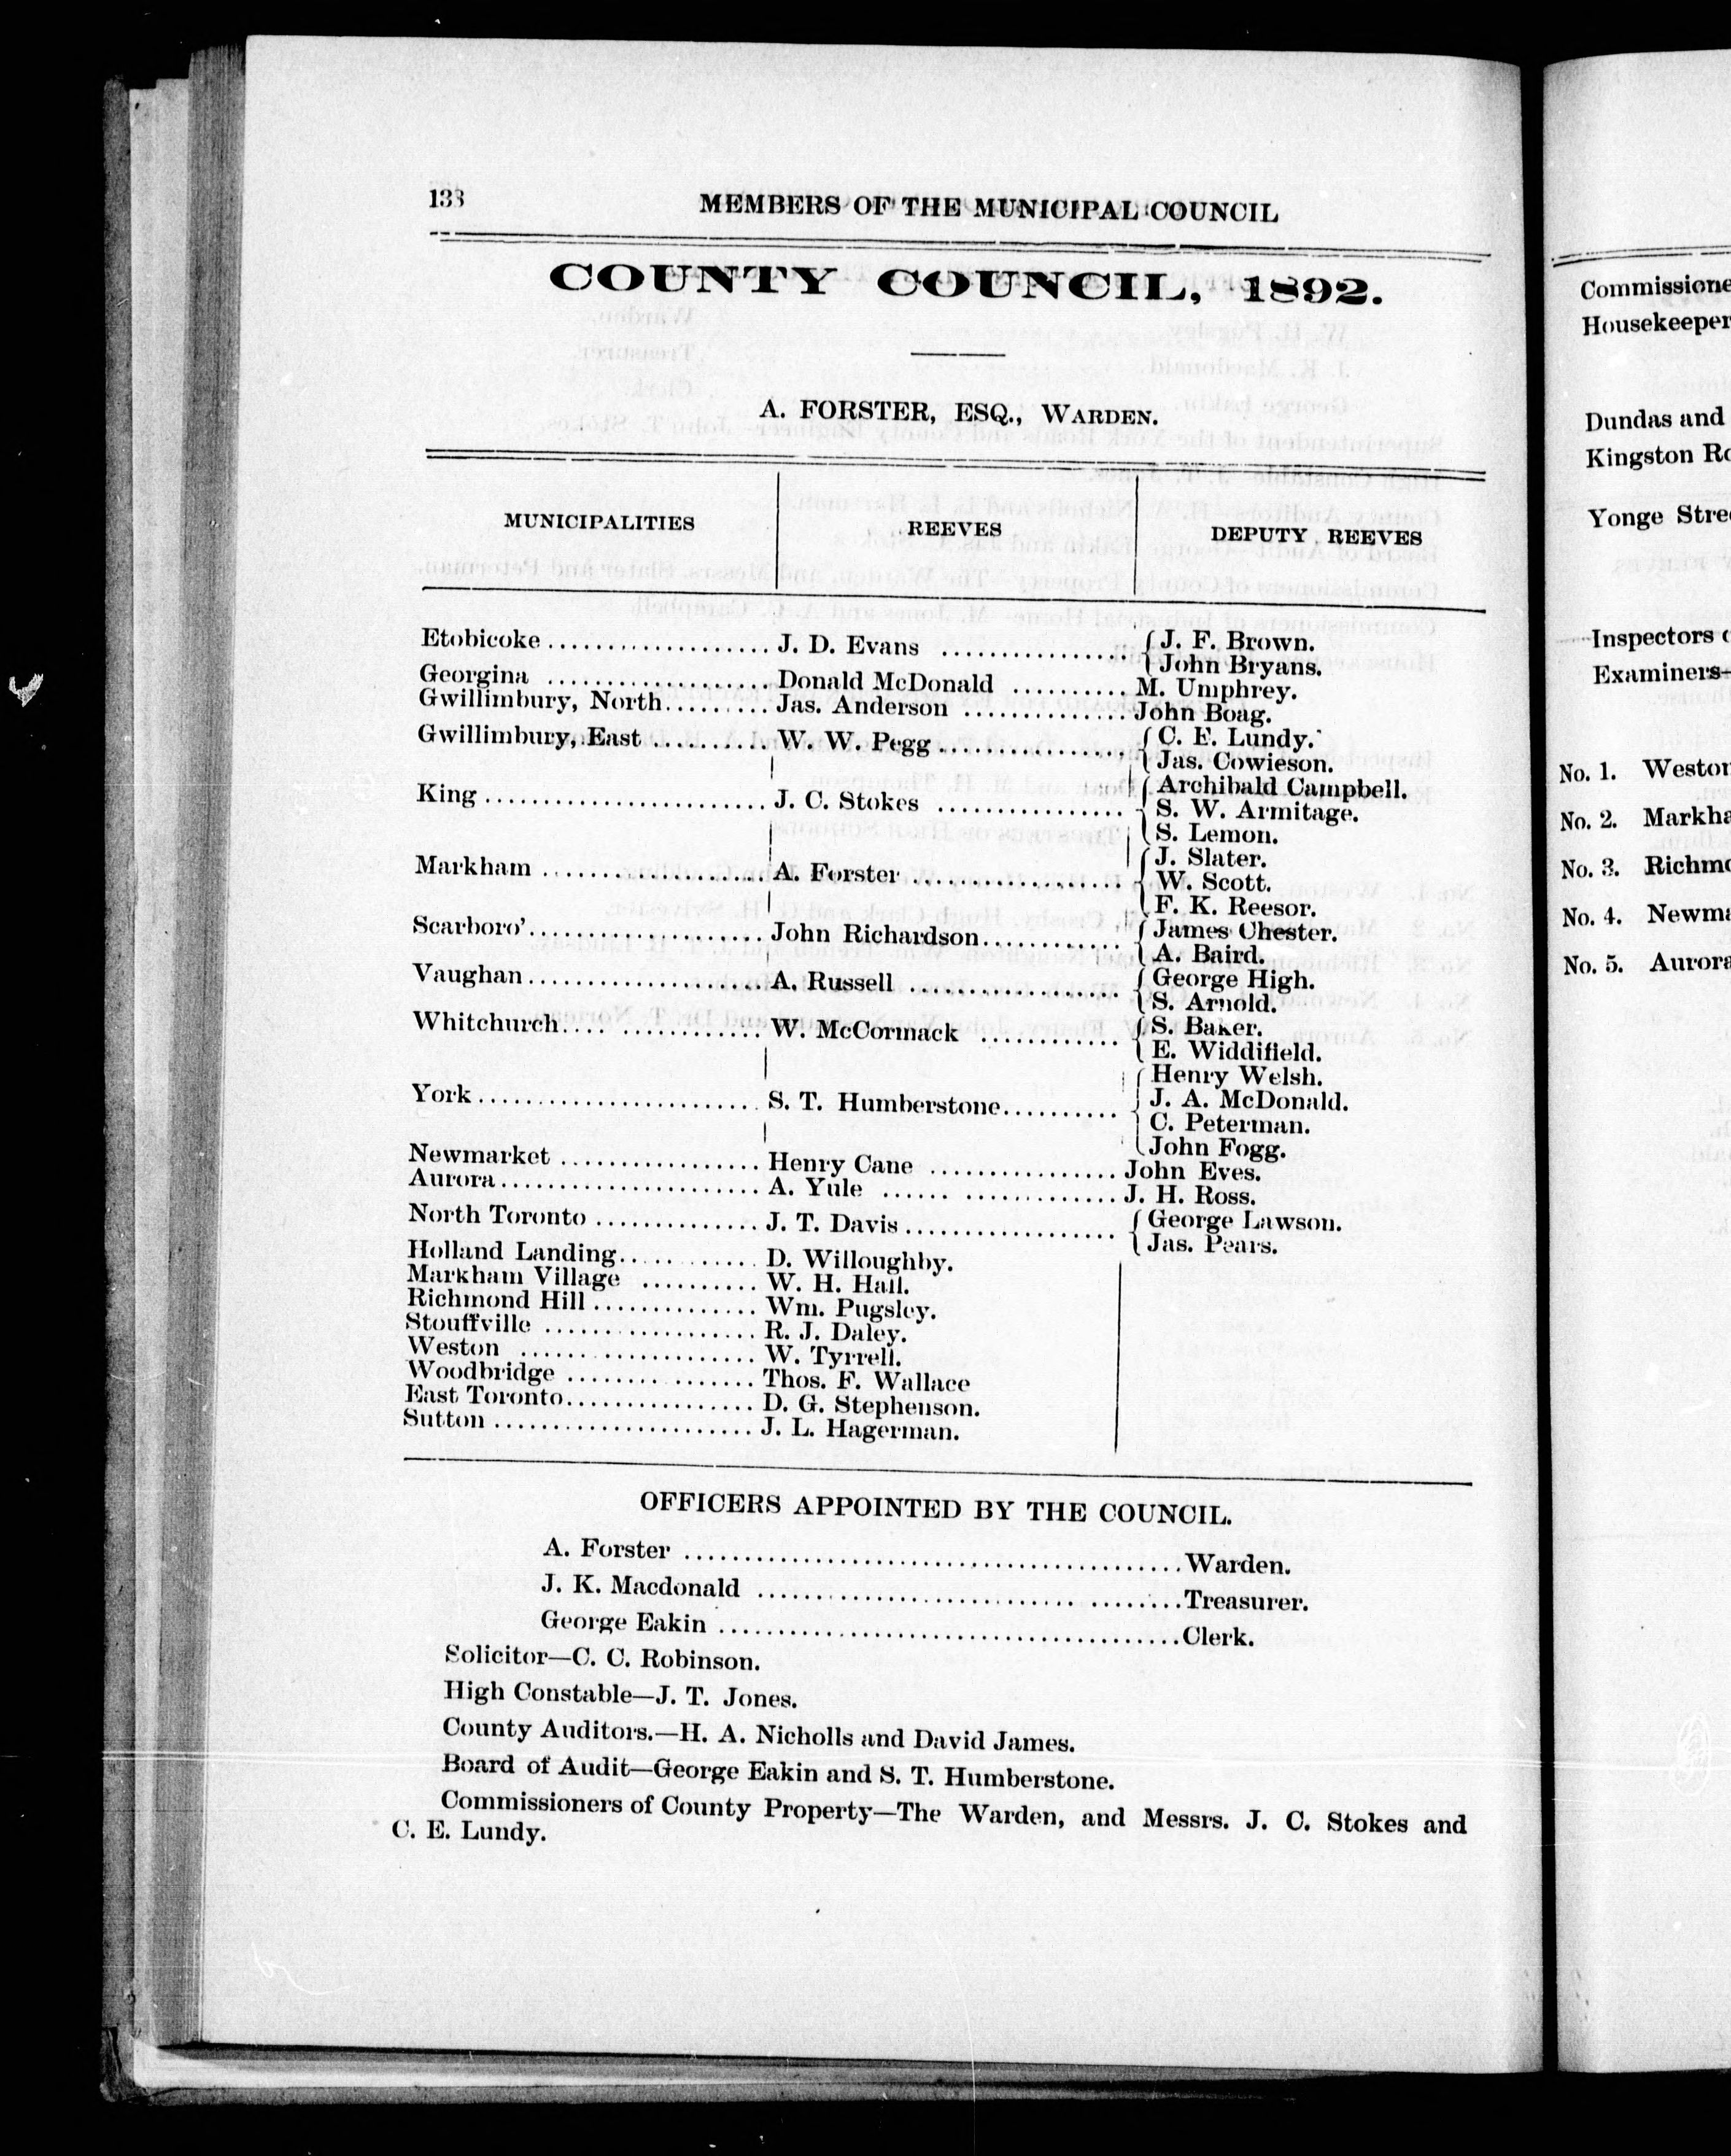 138 MEMBERS OF THE MUNICIPAL COUNCIL
COUNTY COUNCIL, 1892.
A. FORSTER, ESQ., WARDEN.
MUNICIPALITIES REEVES DEPUTY REEVES
Etobicoke................... J. D. Evans ................ { J. F. Brown.
John Bryans.
Georgina ................... Donald McDonald .......... M. Umphrey.
Gwillimbury, North......... Jas. Anderson .............. John Boag.
Gwillimbury, East .......... W. W. Pegg................ { C. E. Lundy.
Jas. Cowieson.
King ........................ J. C. Stokes ................ { Archibald Campbell.
S. W. Armitage.
S. Lemon.
Markham ................... A. Forster .................. { J. Slater.
W. Scott.
F. K. Reesor.
Scarboro'.................... John Richardson............ { James Chester.
A. Baird.
Vaughan .................... A. Russell .................. { George High.
S. Arnold.
Whitchurch.... ............ W. McCormack ............ { S. Baker.
E. Widdifield.
York ........................ S. T. Humberstone.......... { Henry Welsh.
J. A. McDonald.
C. Peterman.
John Fogg.
Newmarket ................. Henry Cane ................ John Eves.
Aurora...................... A. Yule ...... ............. J. H. Ross.
North Toronto .............. J. T. Davis.................. { George Lawson.
Jas. Pears.
Holland Landing............ D. Willoughby.
Markham Village .......... W. H. Hall.
Richmond Hill .............. Wm. Pugsley.
Stouffville .................. R. J. Daley.
Weston .................... W. Tyrrell.
Woodbridge ................ Thos. F. Wallace
East Toronto................ D. G. Stephenson.
Sutton ...................... J. L. Hagerman.
OFFICERS APPOINTED BY THE COUNCIL.
A. Forster ..........................................Warden.
J. K. Macdonald ....................................Treasurer.
George Eakin .......................................Clerk.
Solicitor—C. C. Robinson.
High Constable—J. T. Jones.
County Auditors.—H. A. Nicholls and David James.
Board of Audit—George Eakin and S. T. Humberstone.
Commissioners of County Property—The Warden, and Messrs. J. C. Stokes and
C. E. Lundy.
Commissione
Housekeeper
Dundas and
Kingston Ro
Yonge Stree
Inspectors
Examiners—
No. 1. Weston
No. 2. Markha
No. 3. Richmo
No. 4. Newma
No. 5. Aurora